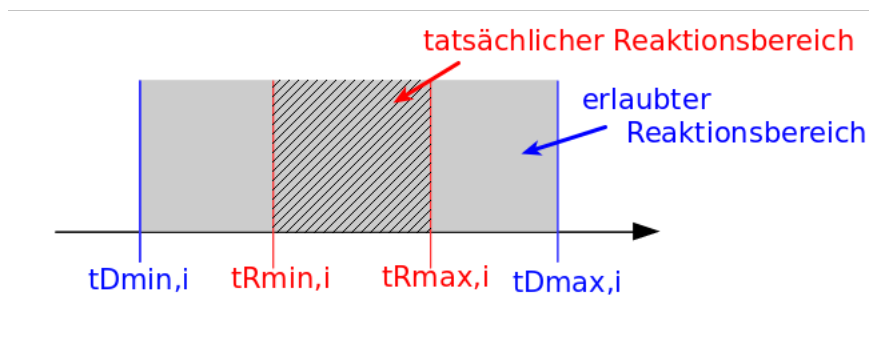 tatsächlicher Reaktionsbereich
erlaubter
Reaktionsbereich
tDmin,i
tRmin,i
tRmax,i
tDmax,i